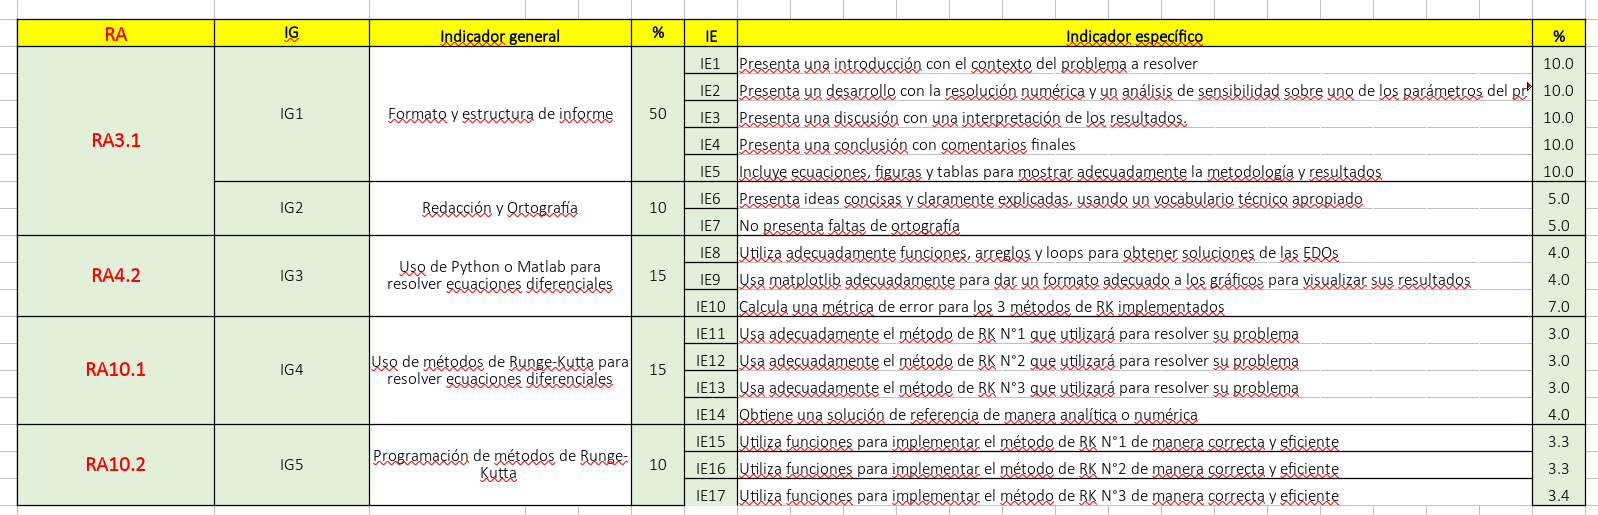 RA IG Indicador general % IE Indicador específico %
IE1 Presenta una introducción con el contexto del problema a resolver 10.0
IE2 Presenta un desarrollo con la resolución numérica y un análisis de sensibilidad sobre uno de los parámetros del pr 10.0
RA3.1 IG1 Formato y estructura de informe 50 IE3 Presenta una discusión con una interpretación de los resultados. 10.0
IE4 Presenta una conclusión con comentarios finales 10.0
IE5 Incluye ecuaciones, figuras y tablas para mostrar adecuadamente la metodología y resultados 10.0
IG2 Redacción y Ortografía 10 IE6 Presenta ideas concisas y claramente explicadas, usando un vocabulario técnico apropiado 5.0
IE7 No presenta faltas de ortografía 5.0
IE8 Utiliza adecuadamente funciones, arreglos y loops para obtener soluciones de las EDOs 4.0
RA4.2 IG3 Uso de Python o Matlab para
resolver ecuaciones diferenciales 15 IE9 Usa matplotlib adecuadamente para dar un formato adecuado a los gráficos para visualizar sus resultados 4.0
IE10 Calcula una métrica de error para los 3 métodos de RK implementados 7.0
IE11 Usa adecuadamente el método de RK N°1 que utilizará para resolver su problema 3.0
RA10.1 IG4 Uso de métodos de Runge-Kutta para
resolver ecuaciones diferenciales 15 IE12 Usa adecuadamente el método de RK N°2 que utilizará para resolver su problema 3.0
IE13 Usa adecuadamente el método de RK N°3 que utilizará para resolver su problema 3.0
IE14 Obtiene una solución de referencia de manera analítica o numérica 4.0
IE15 Utiliza funciones para implementar el método de RK N°1 de manera correcta y eficiente 3.3
RA10.2 IG5 Programación de métodos de Runge-
Kutta 10 IE16 Utiliza funciones para implementar el método de RK N°2 de manera correcta y eficiente 3.3
IE17 Utiliza funciones para implementar el método de RK N°3 de manera correcta y eficiente 3.4